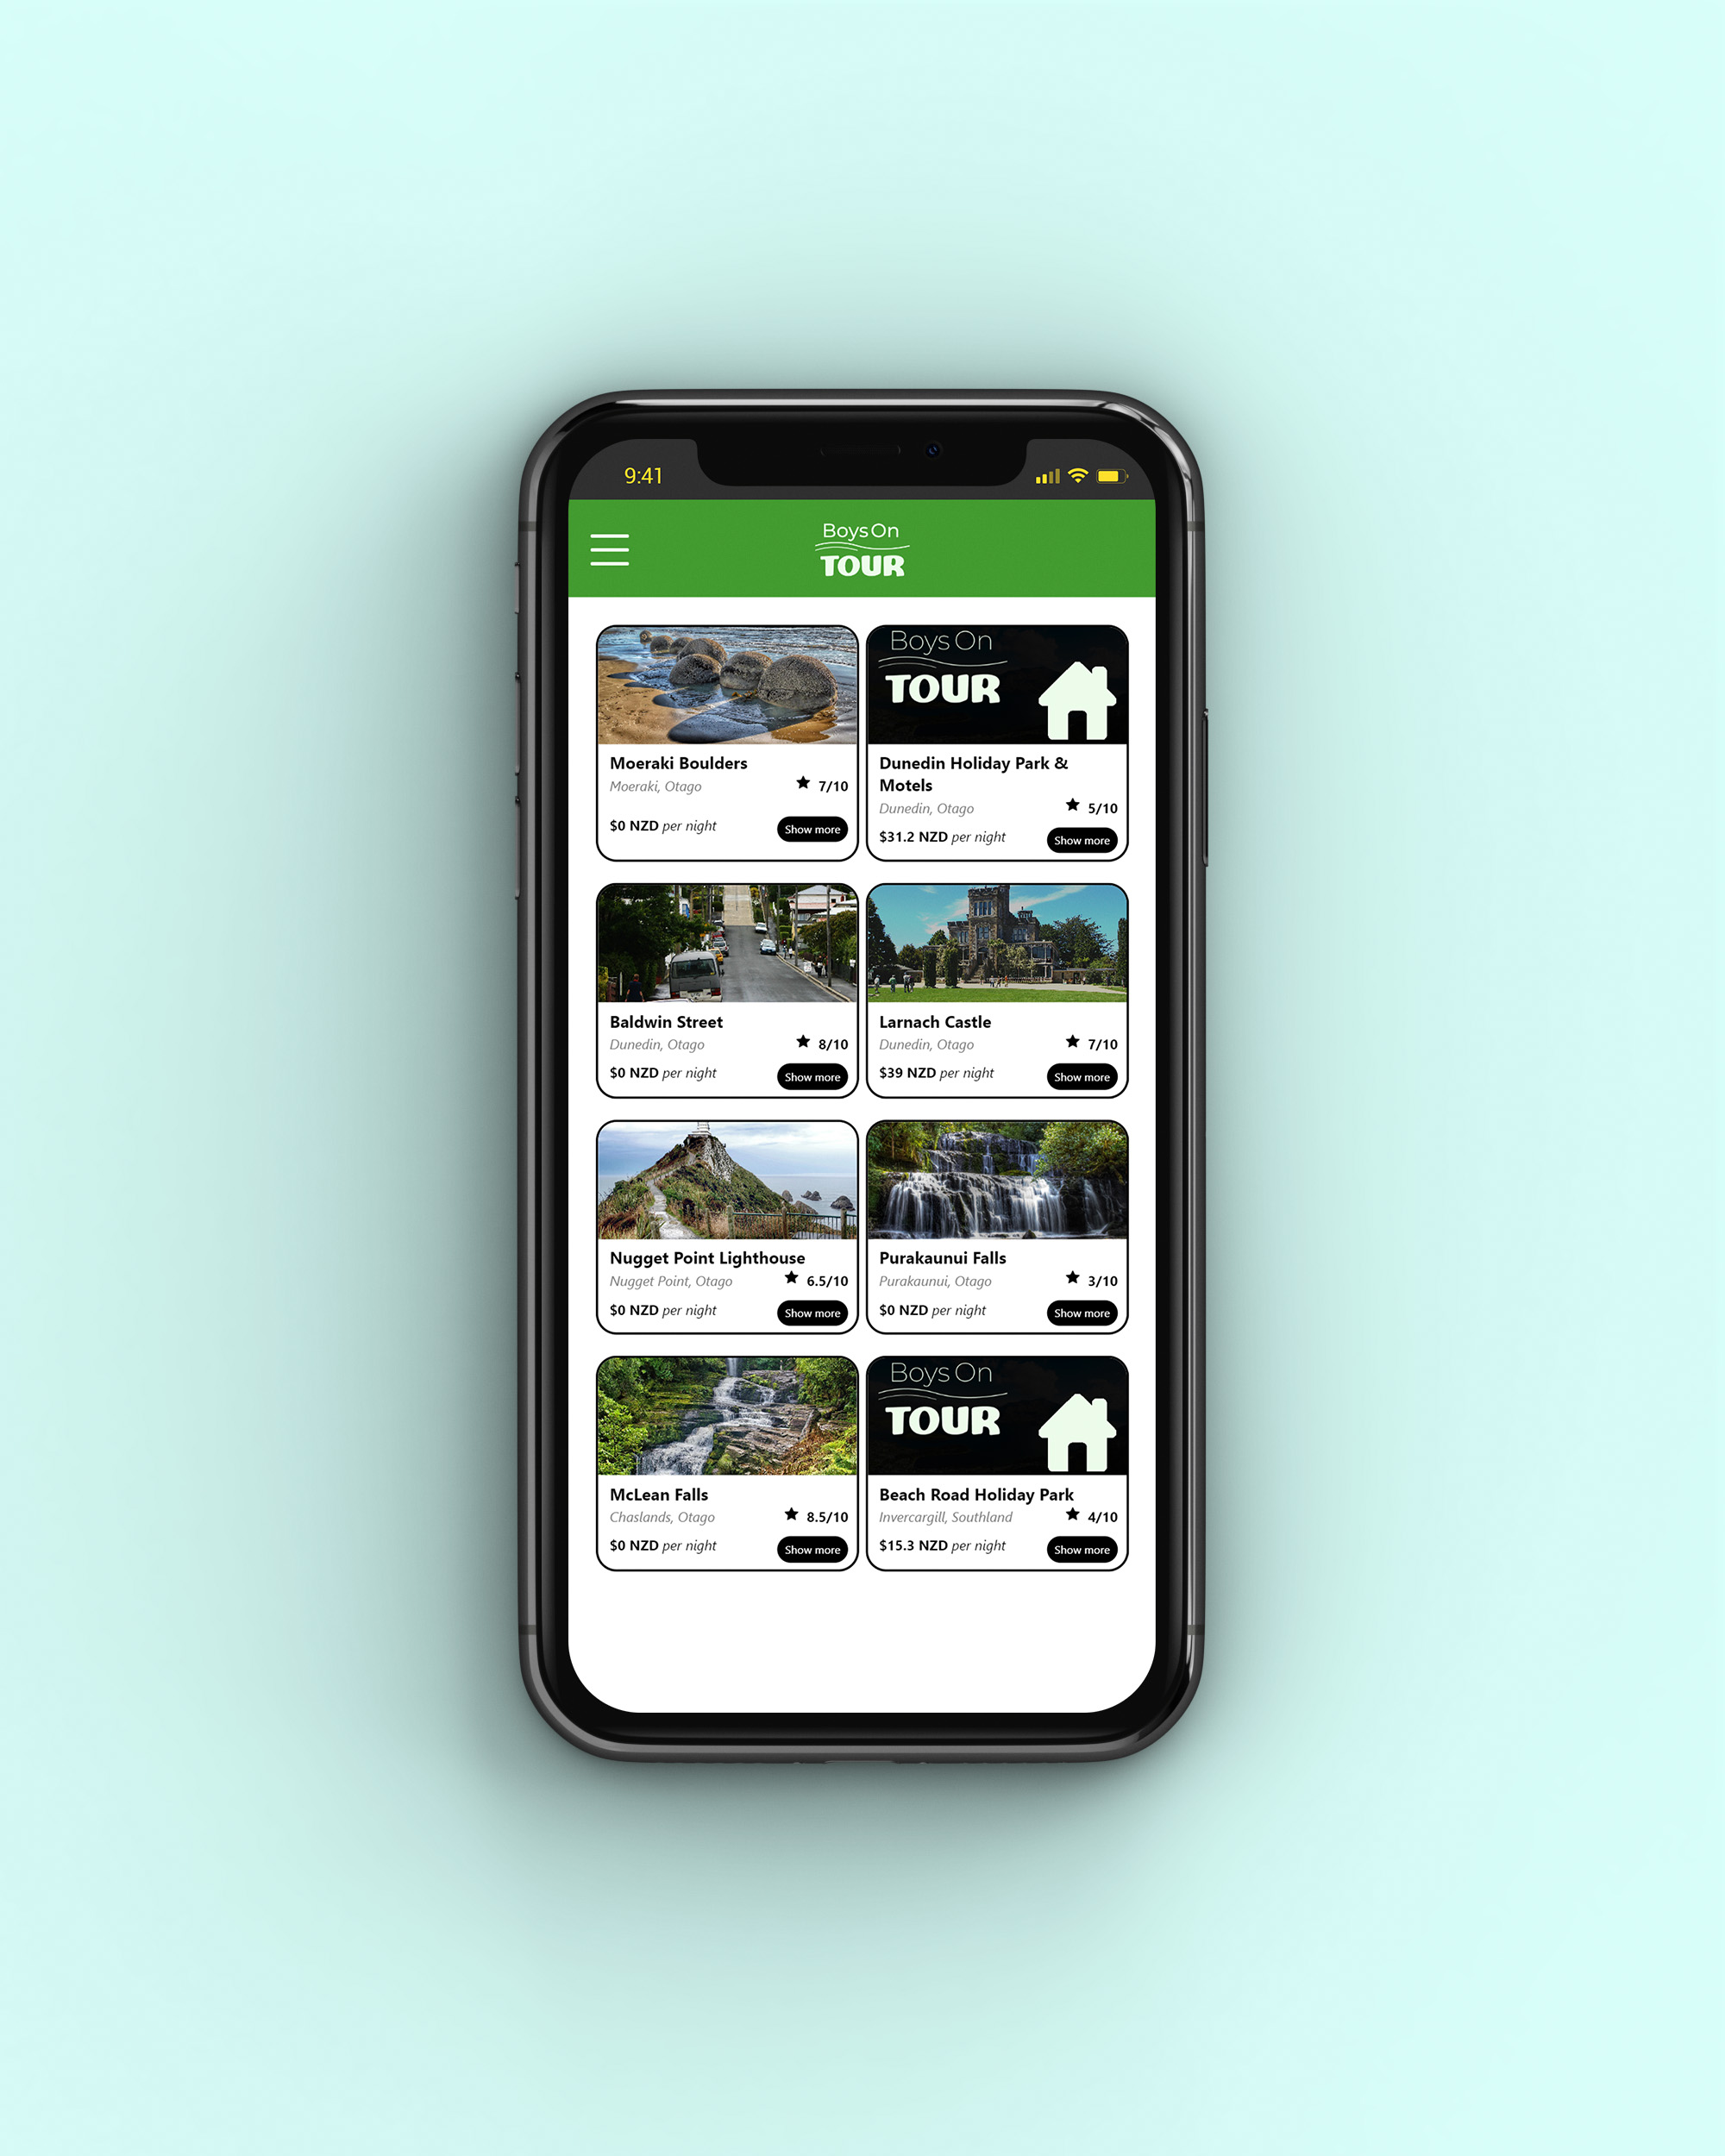 9:41
Boys On
TOUR
Boys On
TOUR
Moeraki Boulders
Moeraki, Otago
★ 7/10
$0 NZD per night
Show more
Dunedin Holiday Park &
Motels
Dunedin, Otago
★ 5/10
$31.2 NZD per night
Show more
Baldwin Street
Dunedin, Otago
★ 8/10
$0 NZD per night
Show more
Larnach Castle
Dunedin, Otago
★ 7/10
$39 NZD per night
Show more
Nugget Point Lighthouse
Nugget Point, Otago
★ 6.5/10
$0 NZD per night
Show more
Purakaunui Falls
Purakaunui, Otago
★ 3/10
$0 NZD per night
Show more
McLean Falls
Chaslands, Otago
★ 8.5/10
$0 NZD per night
Show more
Boys On
TOUR
Beach Road Holiday Park
Invercargill, Southland
★ 4/10
$15.3 NZD per night
Show more